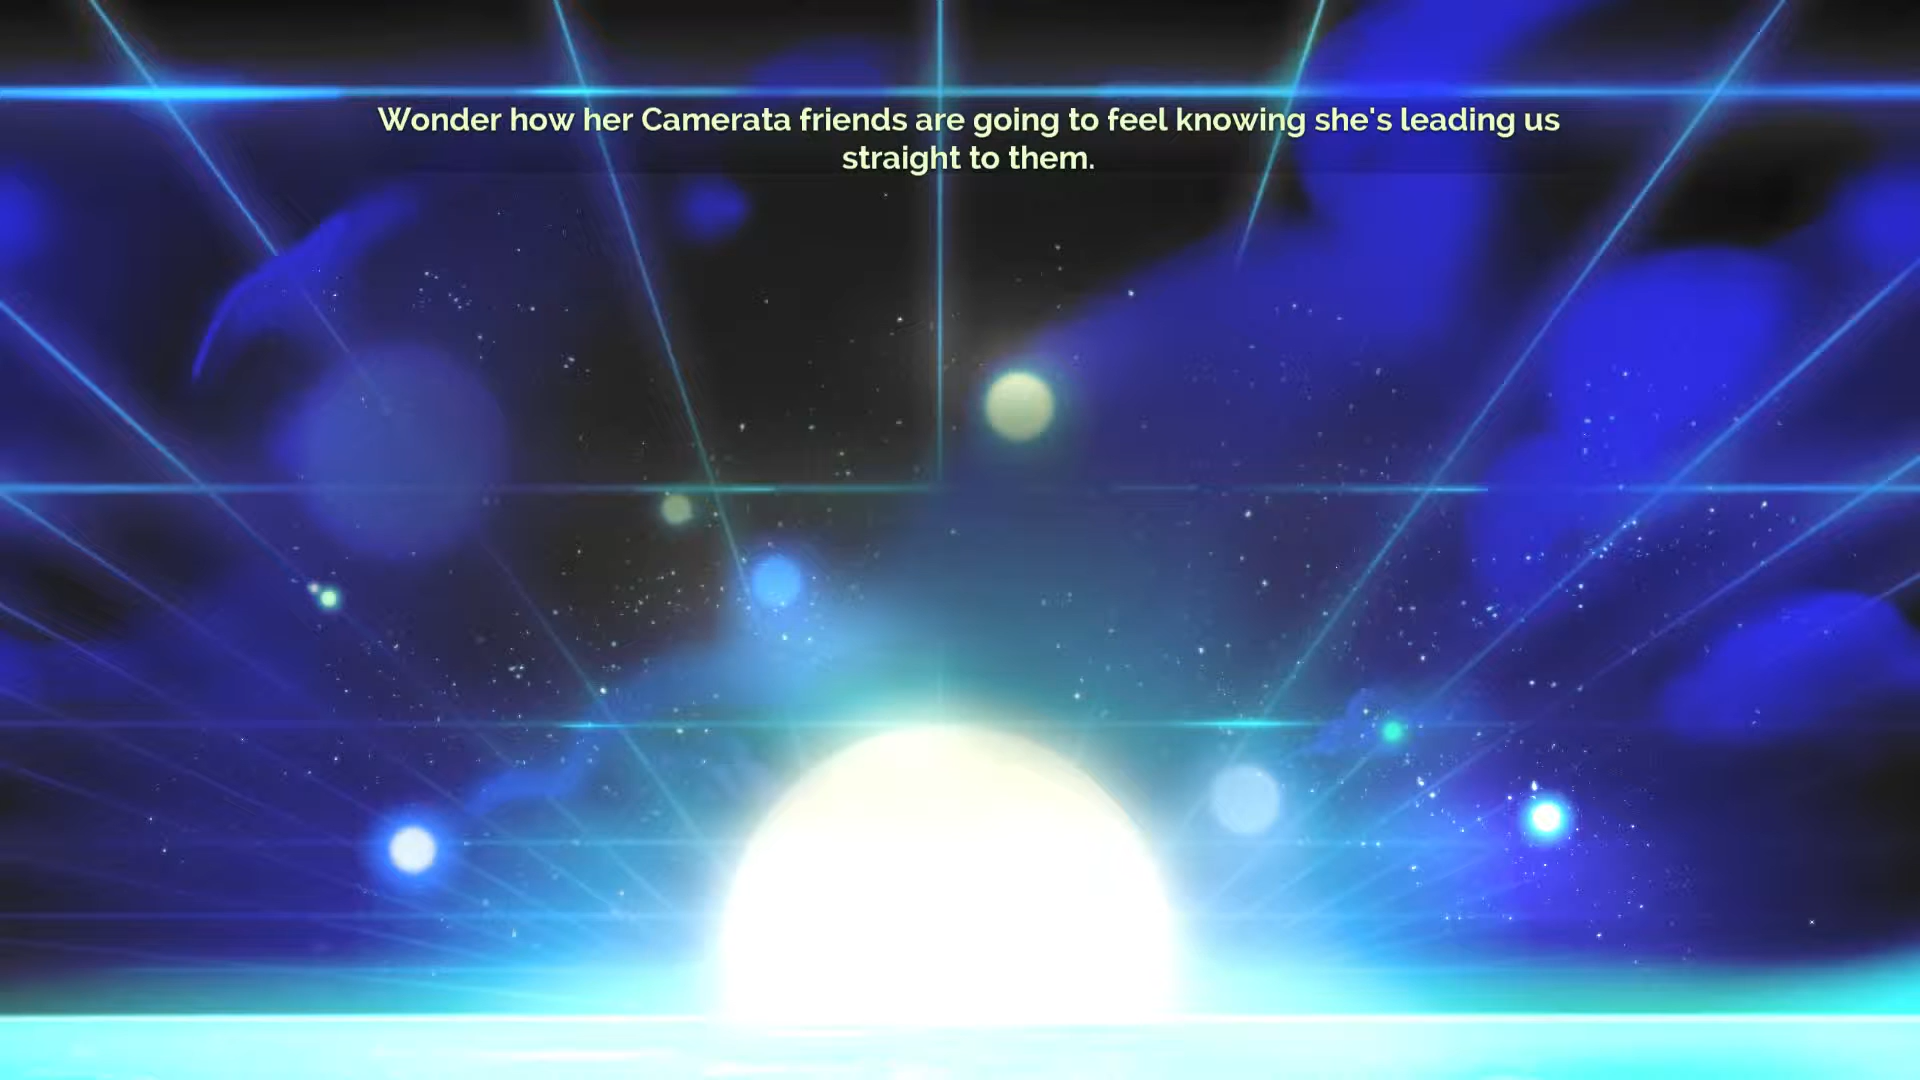 Wonder how her Camerata friends are going to feel knowing she's leading us
straight to them.